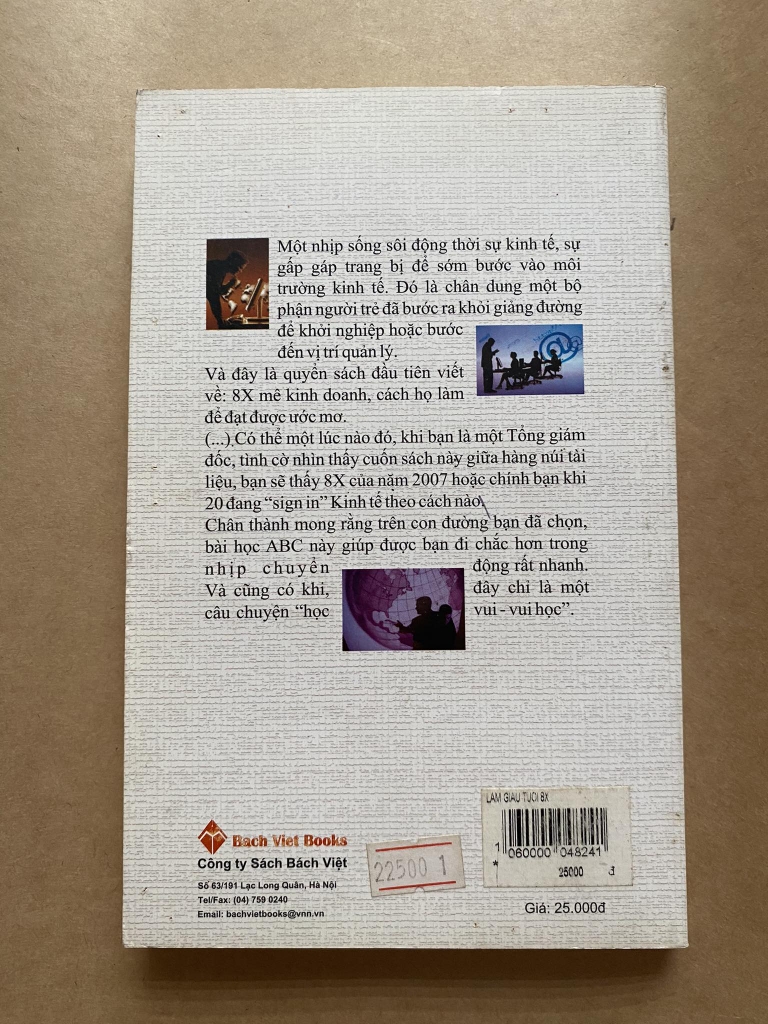 Một nhịp sống sôi động thời sự kinh tế, sự
gấp gáp trang bị để sớm bước vào môi
trường kinh tế. Đó là chân dung một bộ
phận người trẻ đã bước ra khỏi giảng đường
để khởi nghiệp hoặc bước
đến vị trí quản lý.
Và đây là quyển sách đầu tiên viết
về: 8X mê kinh doanh, cách họ làm
để đạt được ước mơ.
(...) Có thể một lúc nào đó, khi bạn là một Tổng giám
đốc, tình cờ nhìn thấy cuốn sách này giữa hàng núi tài
liệu, bạn sẽ thấy 8X của năm 2007 hoặc chính bạn khi
20 đang “sign in” Kinh tế theo cách nào
Chân thành mong rằng trên con đường bạn đã chọn,
bài học ABC này giúp được bạn đi chắc hơn trong
nhịp chuyển động rất nhanh.
Và cũng có khi, đây chỉ là một
câu chuyện “học vui - vui học”.
Bach Viet Books
Công ty Sách Bách Việt
Số 63/191 Lạc Long Quân, Hà Nội
Tel/Fax: (04) 759 0240
Email: bachvietbooks@vnn.vn
22500 1
LAM GIAU TUOI 8X
1 060000 048241
* 25000 đ
Giá: 25.000đ